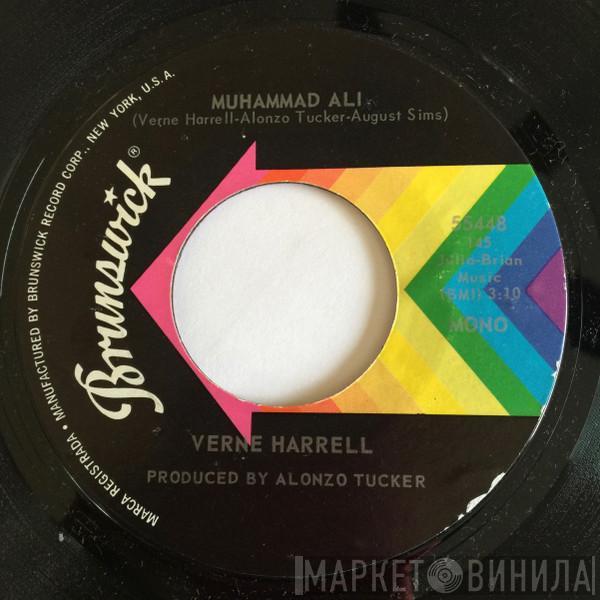 MUHAMMAD ALI
(Verne Harrell-Alonzo Tucker-August Sims)
Brunswick®
MARCA REGISTRADA • MANUFACTURED BY BRUNSWICK RECORD CORP., NEW YORK, U.S.A.
55448
145
Julio-Brian
Music
(BMI) 3:10
MONO
VERNE HARRELL
PRODUCED BY ALONZO TUCKER
МАРКЕТ ВИНИЛА